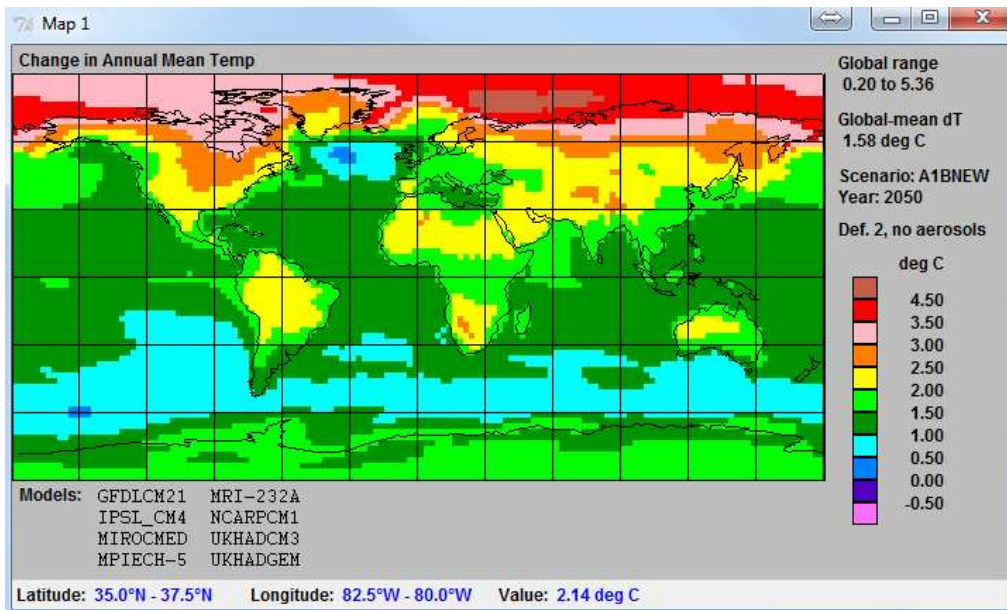 Map 1
Change in Annual Mean Temp
Global range
0.20 to 5.36
Global-mean dT
1.58 deg C
Scenario: A1BNEW
Year: 2050
Def. 2, no aerosols
deg C
4.50
3.50
3.00
2.50
2.00
1.50
1.00
0.50
0.00
-0.50
Models: GFDLCM21 MRI-232A
IPSL_CM4 NCARPCM1
MIROCMED UKHADCM3
MPIECH-5 UKHADGEM
Latitude: 35.0°N - 37.5°N Longitude: 82.5°W - 80.0°W Value: 2.14 deg C